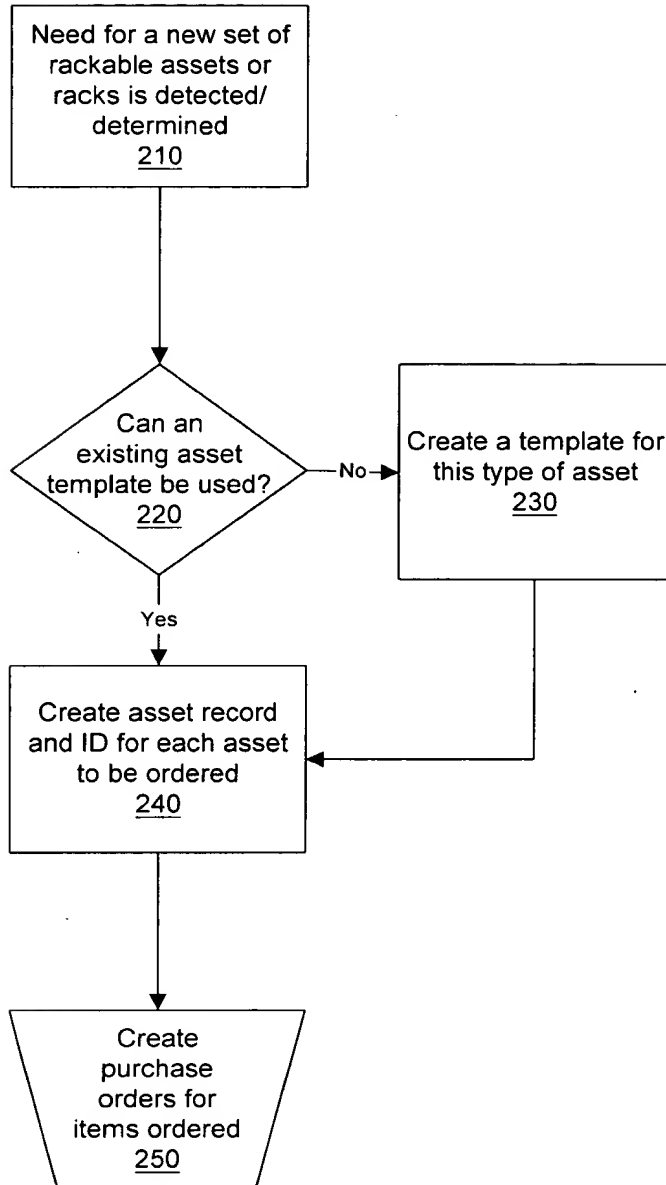 Need for a new set of
rackable assets or
racks is detected/
determined
210
Can an
existing asset
template be used?
220
No
Create a template for
this type of asset
230
Yes
Create asset record
and ID for each asset
to be ordered
240
Create
purchase
orders for
items ordered
250